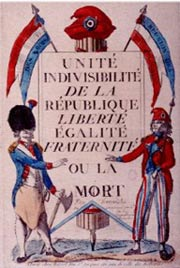 UNITÉ
INDIVISIBILITÉ
DE LA
RÉPUBLIQUE
LIBERTÉ
ÉGALITÉ
FRATERNITÉ
OU LA
MORT